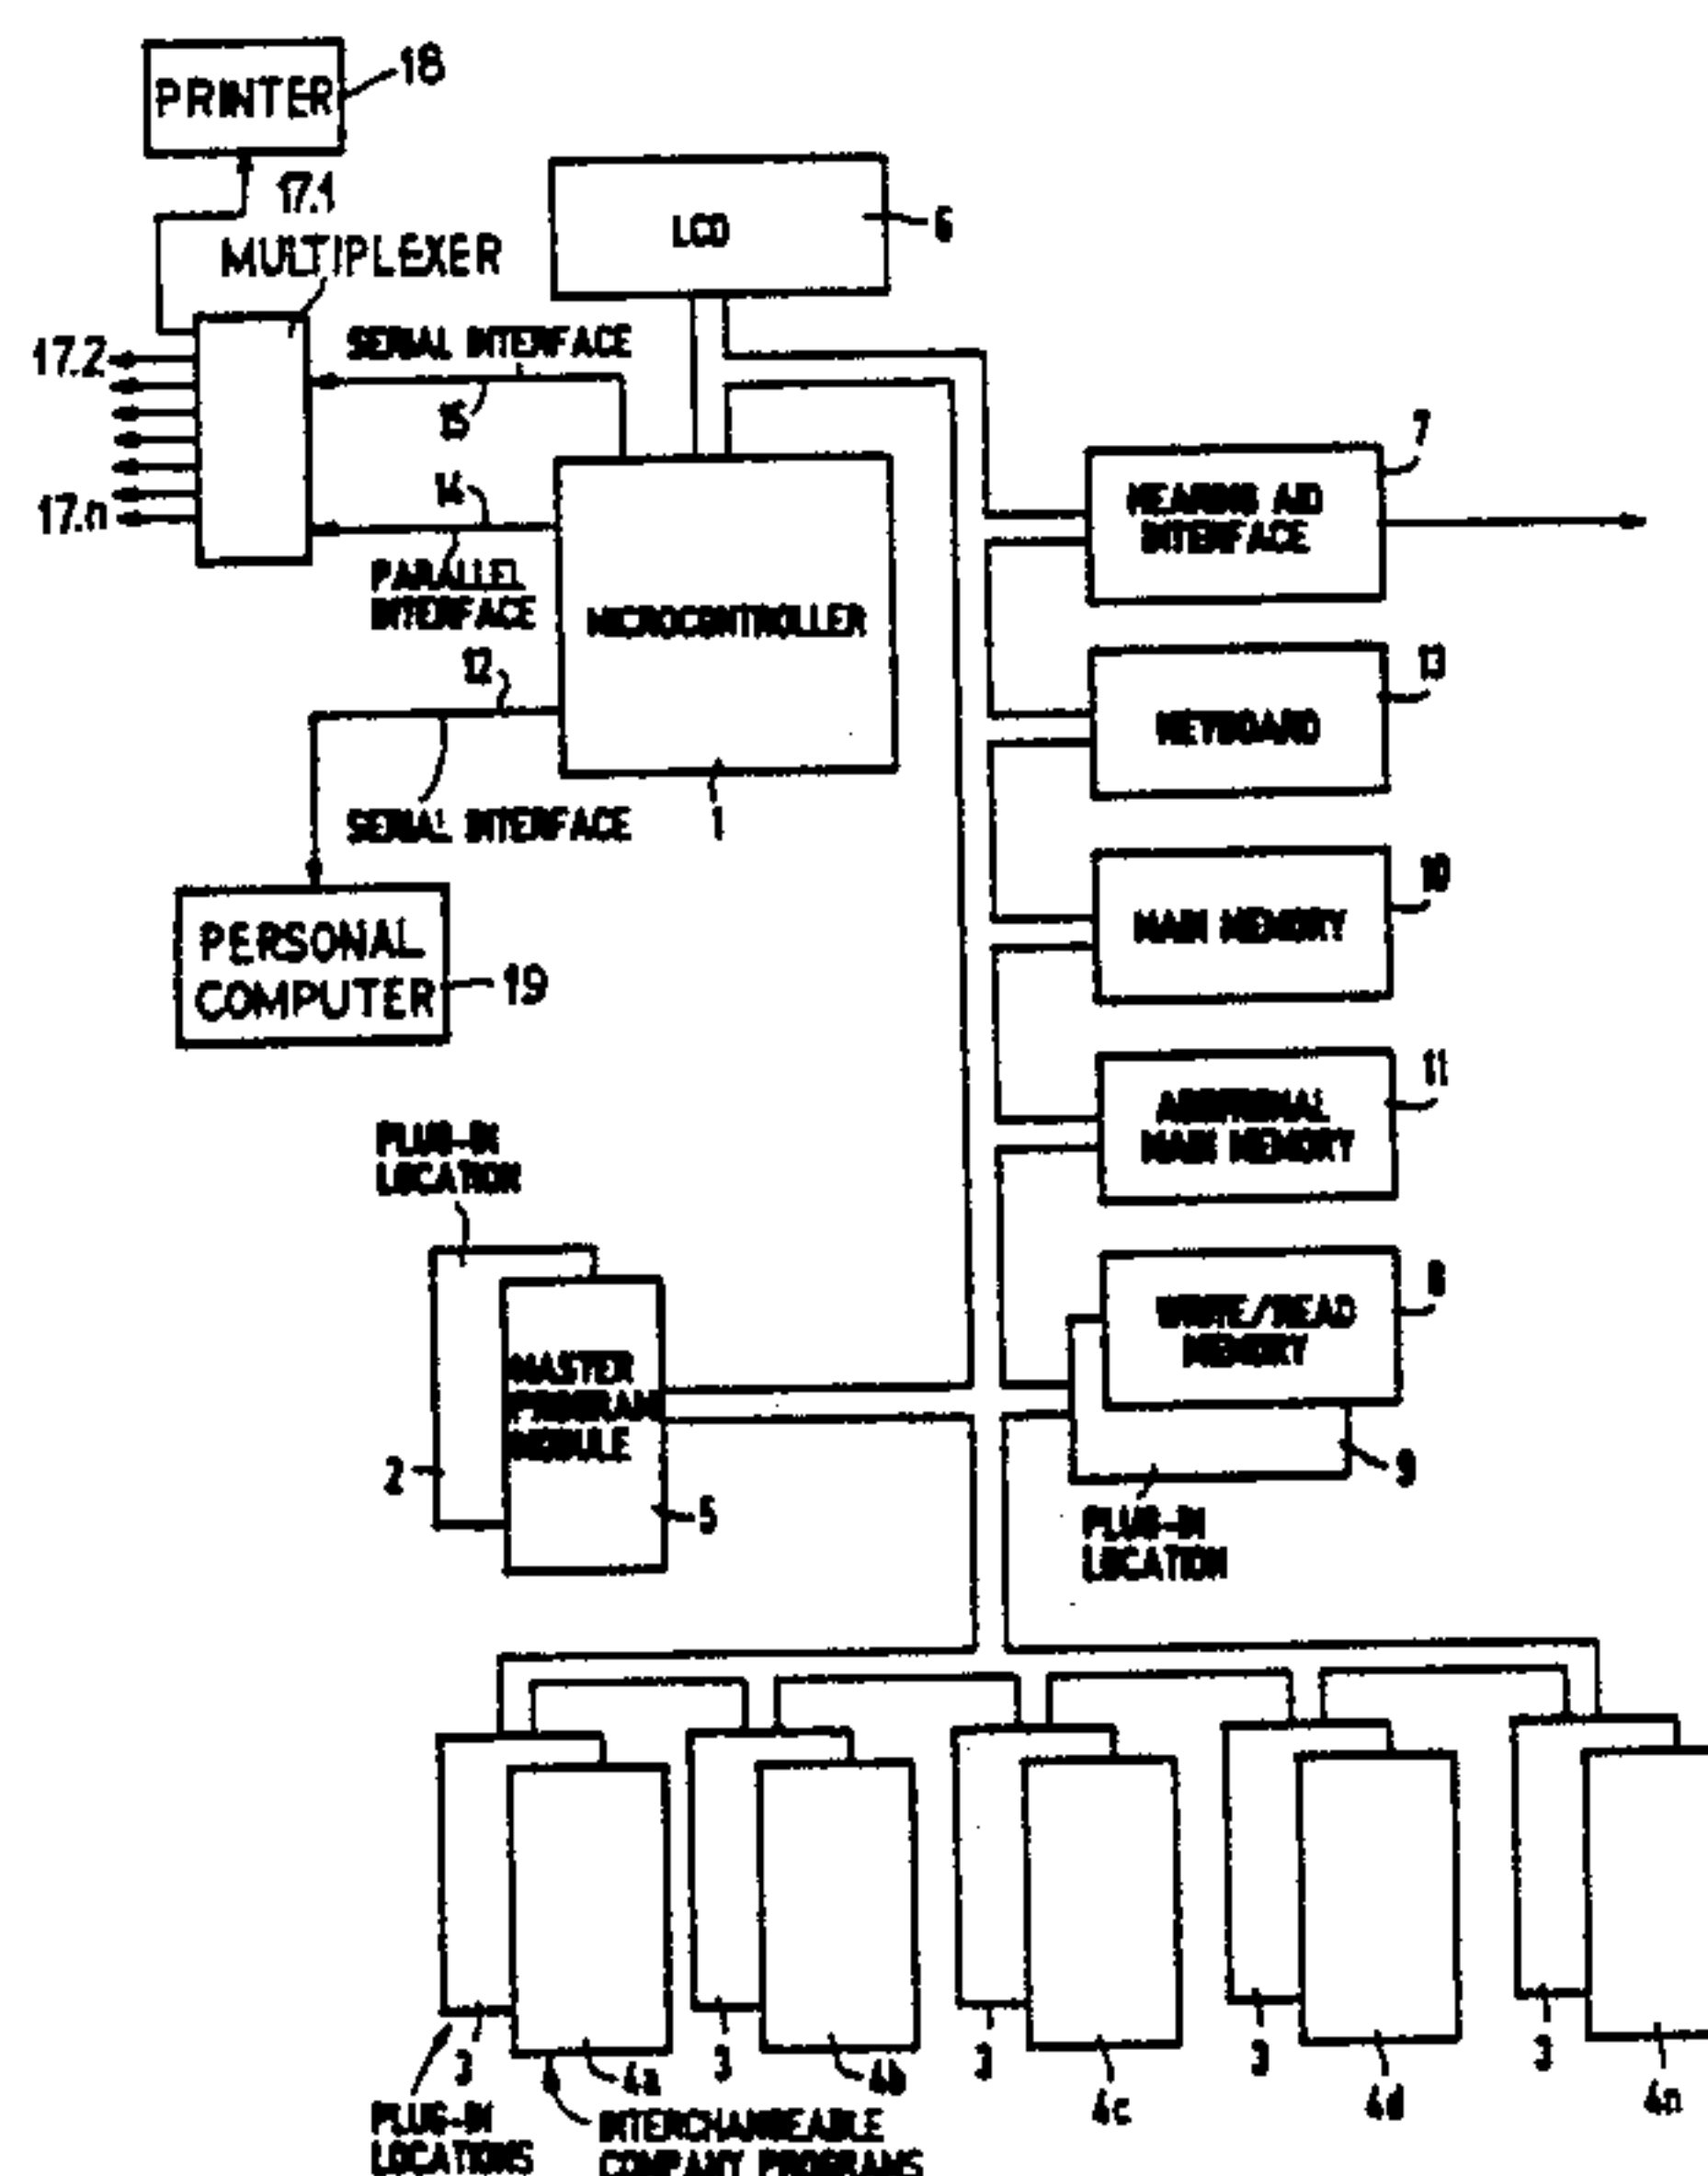 PRINTER
18
17.1
MULTIPLEXER
LCD
6
17.2
SERIAL INTERFACE
15
7
17.n
14
HEARING AID
INTERFACE
PARALLEL
INTERFACE
MICROCONTROLLER
12
13
KEYBOARD
SERIAL INTERFACE
1
10
MAIN MEMORY
PERSONAL
COMPUTER
19
11
ADDITIONAL
MAIN MEMORY
PLUG-IN
LOCATION
8
WRITE/READ
MEMORY
MASTER
PROGRAM
MODULE
2
5
9
PLUG-IN
LOCATION
3
4a
3
4b
3
4c
3
4d
3
4n
PLUG-IN
LOCATIONS
INTERCHANGEABLE
COMPANY PROGRAMS